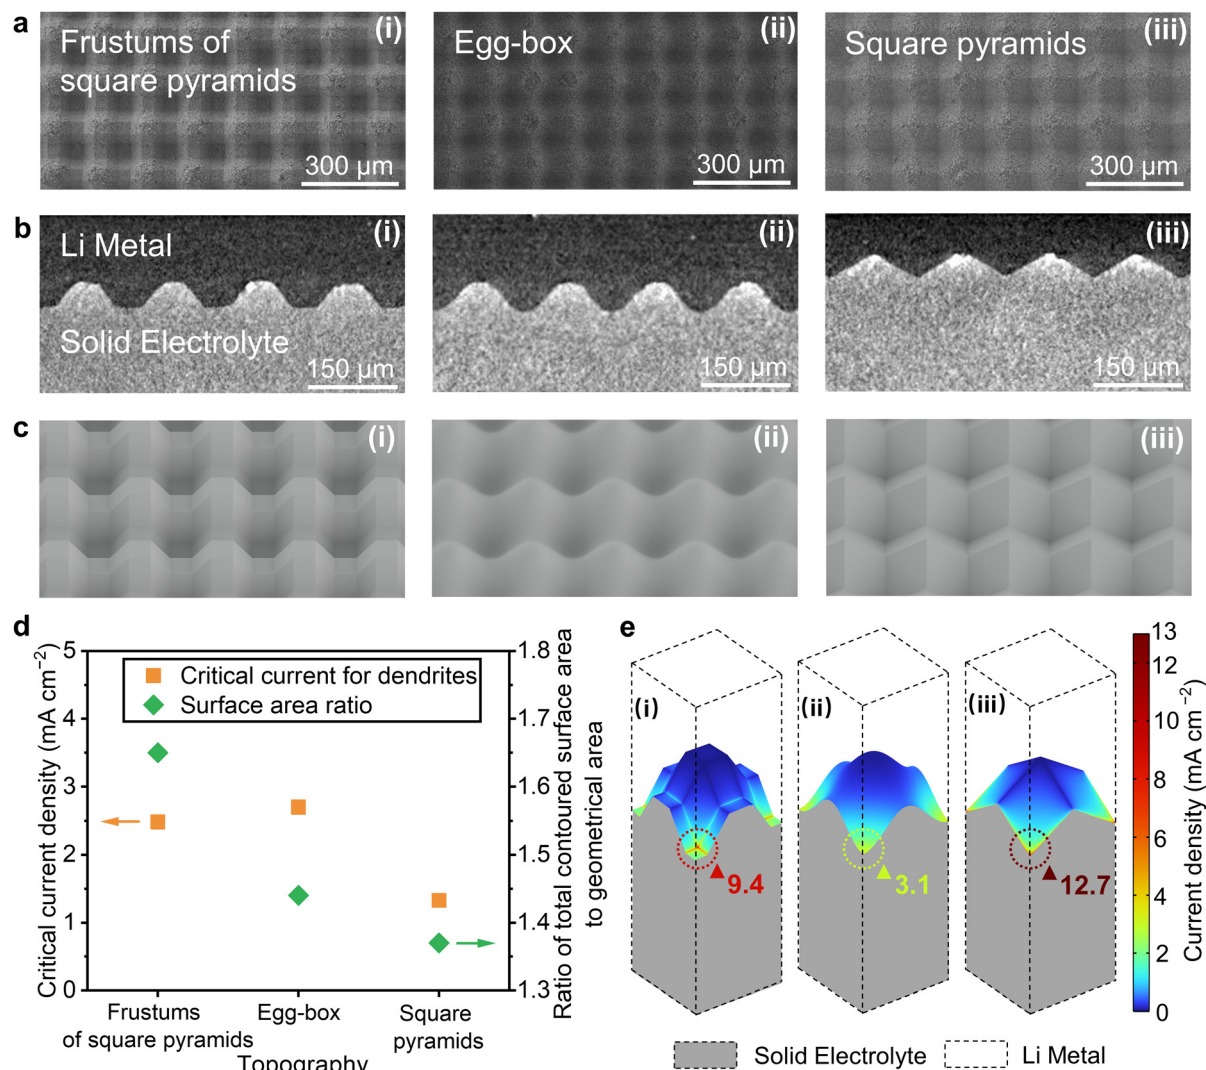 a
Frustums of
square pyramids
(i)
300 µm
Egg-box
(ii)
300 µm
Square pyramids
(iii)
300 µm
b
Li Metal
(i)
Solid Electrolyte
150 µm
(ii)
150 µm
(iii)
150 µm
c
(i)
(ii)
(iii)
d
Critical current density (mA cm⁻²)
5
4
3
2
1
0
Critical current for dendrites
Surface area ratio
1.8
1.7
1.6
1.5
1.4
1.3
Ratio of total contoured surface area
to geometrical area
Frustums
of square pyramids
Egg-box
Square
pyramids
Topography
e
(i)
9.4
(ii)
3.1
(iii)
12.7
13
12
10
8
6
4
2
0
Current density (mA cm⁻²)
Solid Electrolyte
Li Metal